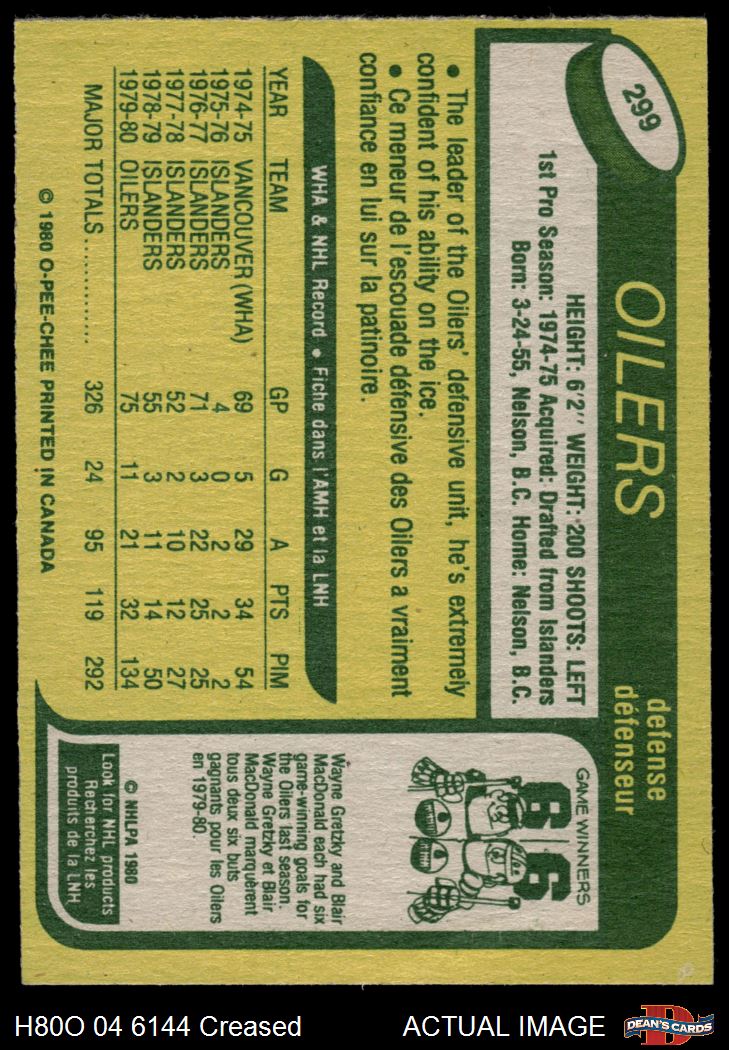 299
OILERS
defense
défenseur
HEIGHT: 6'2" WEIGHT: 200 SHOOTS: LEFT
1st Pro Season: 1974-75 Acquired: Drafted from Islanders
Born: 3-24-55, Nelson, B.C. Home: Nelson, B.C.
• The leader of the Oilers' defensive unit, he's extremely
confident of his ability on the ice.
• Ce meneur de l'escouade défensive des Oilers a vraiment
confiance en lui sur la patinoire.
WHA & NHL Record • Fiche dans l'AMH et la LNH
YEAR TEAM GP G A PTS PIM
1974-75 VANCOUVER (WHA) 69 5 29 34 54
1975-76 ISLANDERS 4 0 2 2 2
1976-77 ISLANDERS 71 3 22 25 25
1977-78 ISLANDERS 52 2 10 12 27
1978-79 ISLANDERS 55 3 11 14 50
1979-80 OILERS 75 11 21 32 134
MAJOR TOTALS ............. 326 24 95 119 292
© 1980 O-PEE-CHEE PRINTED IN CANADA
GAME WINNERS
6 6
Wayne Gretzky and Blair
MacDonald each had six
game-winning goals for
the Oilers last season.
Wayne Gretzky et Blair
MacDonald marquèrent
tous deux six buts
gagnants pour les Oilers
en 1979-80.
© NHLPA 1980
Look for NHL products
Recherchez les
produits de la LNH
H80O 04 6144 Creased
ACTUAL IMAGE
D
DEAN'S CARDS